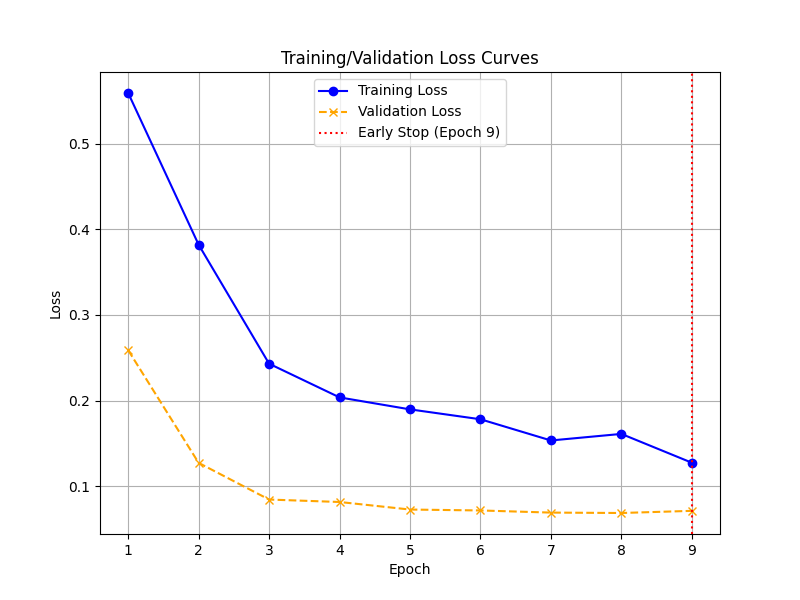 Training/Validation Loss Curves
Training Loss
Validation Loss
Early Stop (Epoch 9)
0.5
0.4
0.3
0.2
0.1
Loss
1 2 3 4 5 6 7 8 9
Epoch